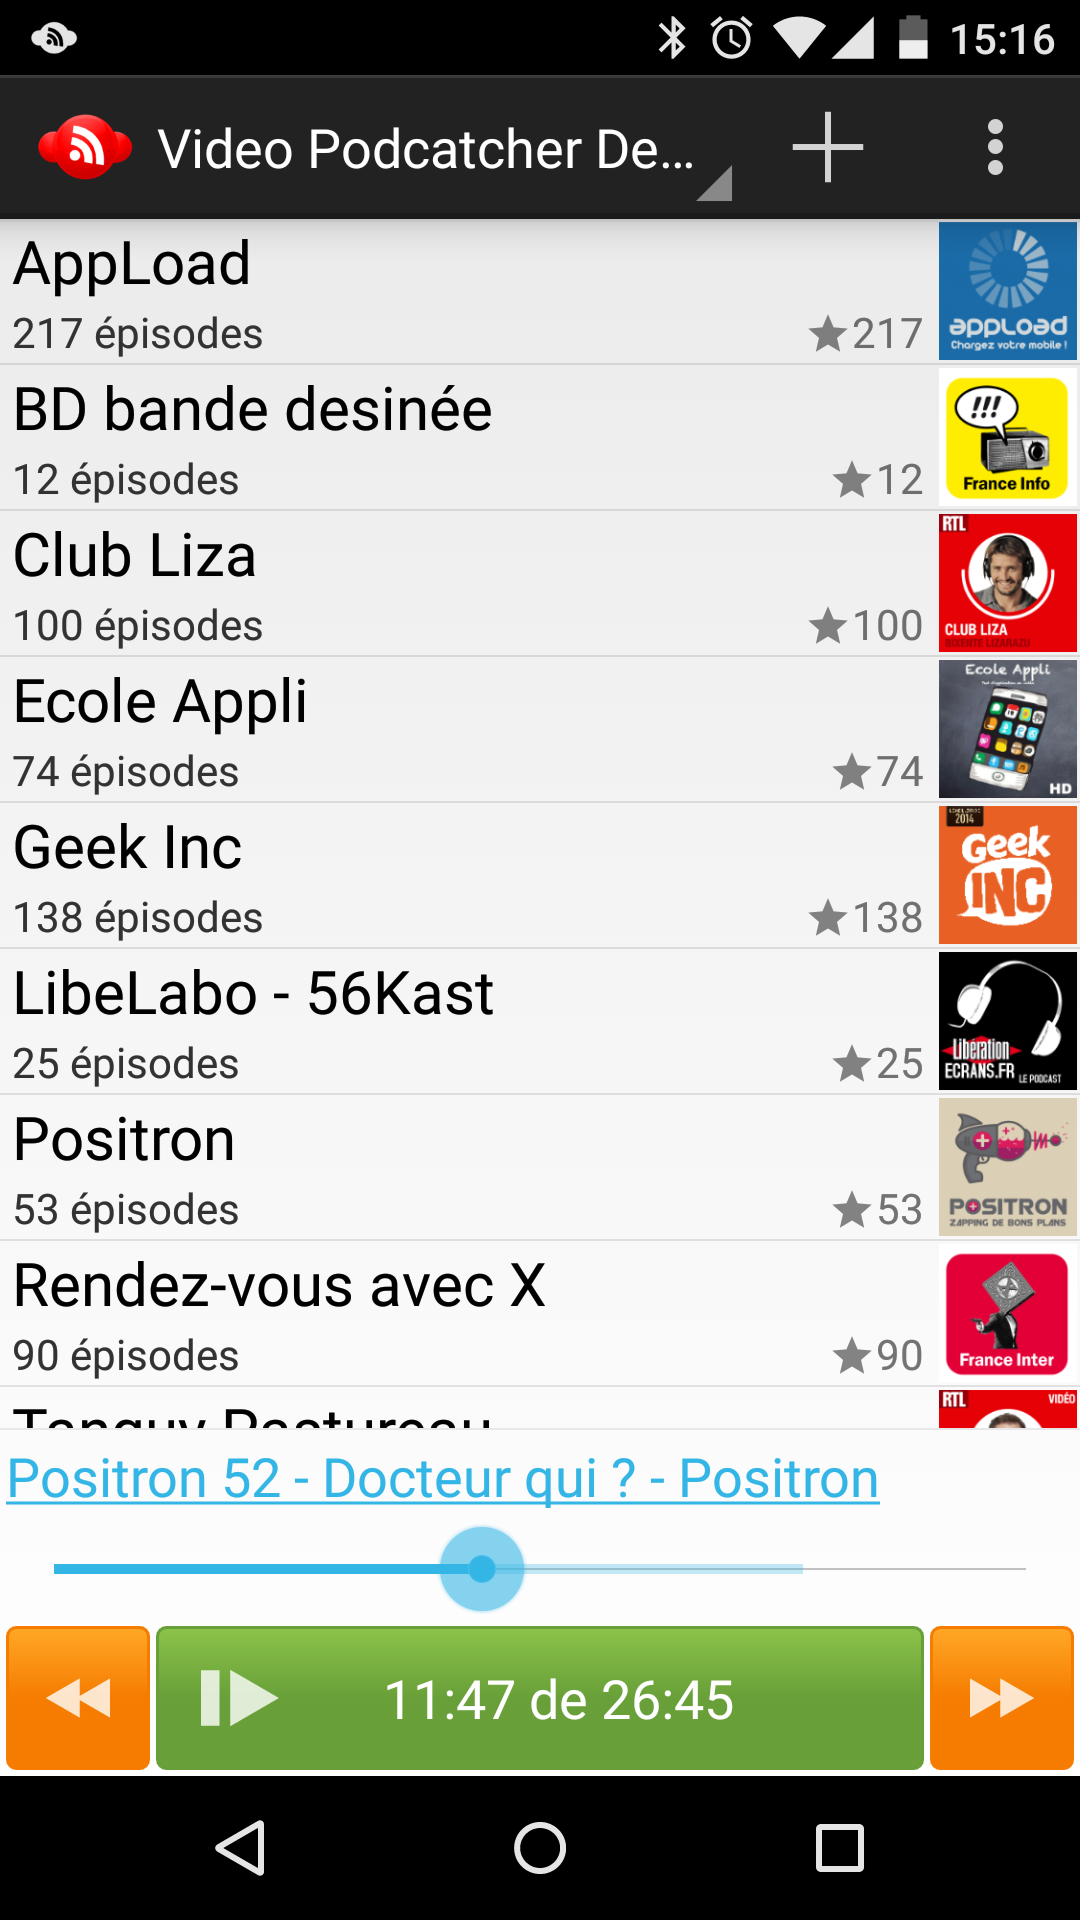 15:16
Video Podcatcher De...
AppLoad
217 épisodes
217
appLoad
Chargez votre mobile !
BD bande desinée
12 épisodes
12
!!!
France Info
Club Liza
100 épisodes
100
RTL
CLUB LIZA
BIXENTE LIZARAZU
Ecole Appli
74 épisodes
74
Ecole Appli
HD
Geek Inc
138 épisodes
138
2014
Geek
INC
LibeLabo - 56Kast
25 épisodes
25
Libération
ECRANS.FR
LE PODCAST
Positron
53 épisodes
53
POSITRON
ZAPPING DE BONS PLANS
Rendez-vous avec X
90 épisodes
90
France Inter
Tanguy Pastureau
RTL
VIDÉO
Positron 52 - Docteur qui ? - Positron
11:47 de 26:45